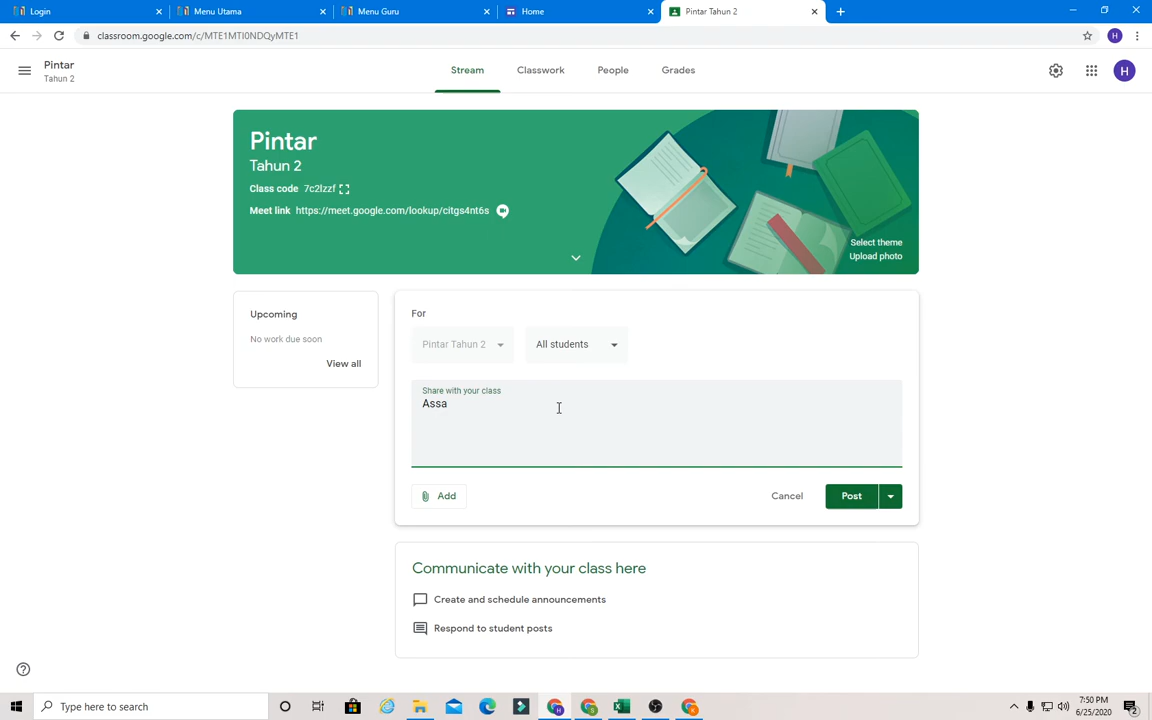 Login
Menu Utama
Menu Guru
Home
Pintar Tahun 2
classroom.google.com/c/MTE1MTI0NDQyMTE1
H
Pintar
Tahun 2
Stream
Classwork
People
Grades
H
Pintar
Tahun 2
Class code 7c2lzzf
Meet link https://meet.google.com/lookup/citgs4nt6s
Select theme
Upload photo
Upcoming
No work due soon
View all
For
Pintar Tahun 2
All students
Share with your class
Assa
Add
Cancel
Post
Communicate with your class here
Create and schedule announcements
Respond to student posts
Type here to search
7:50 PM
6/25/2020
2